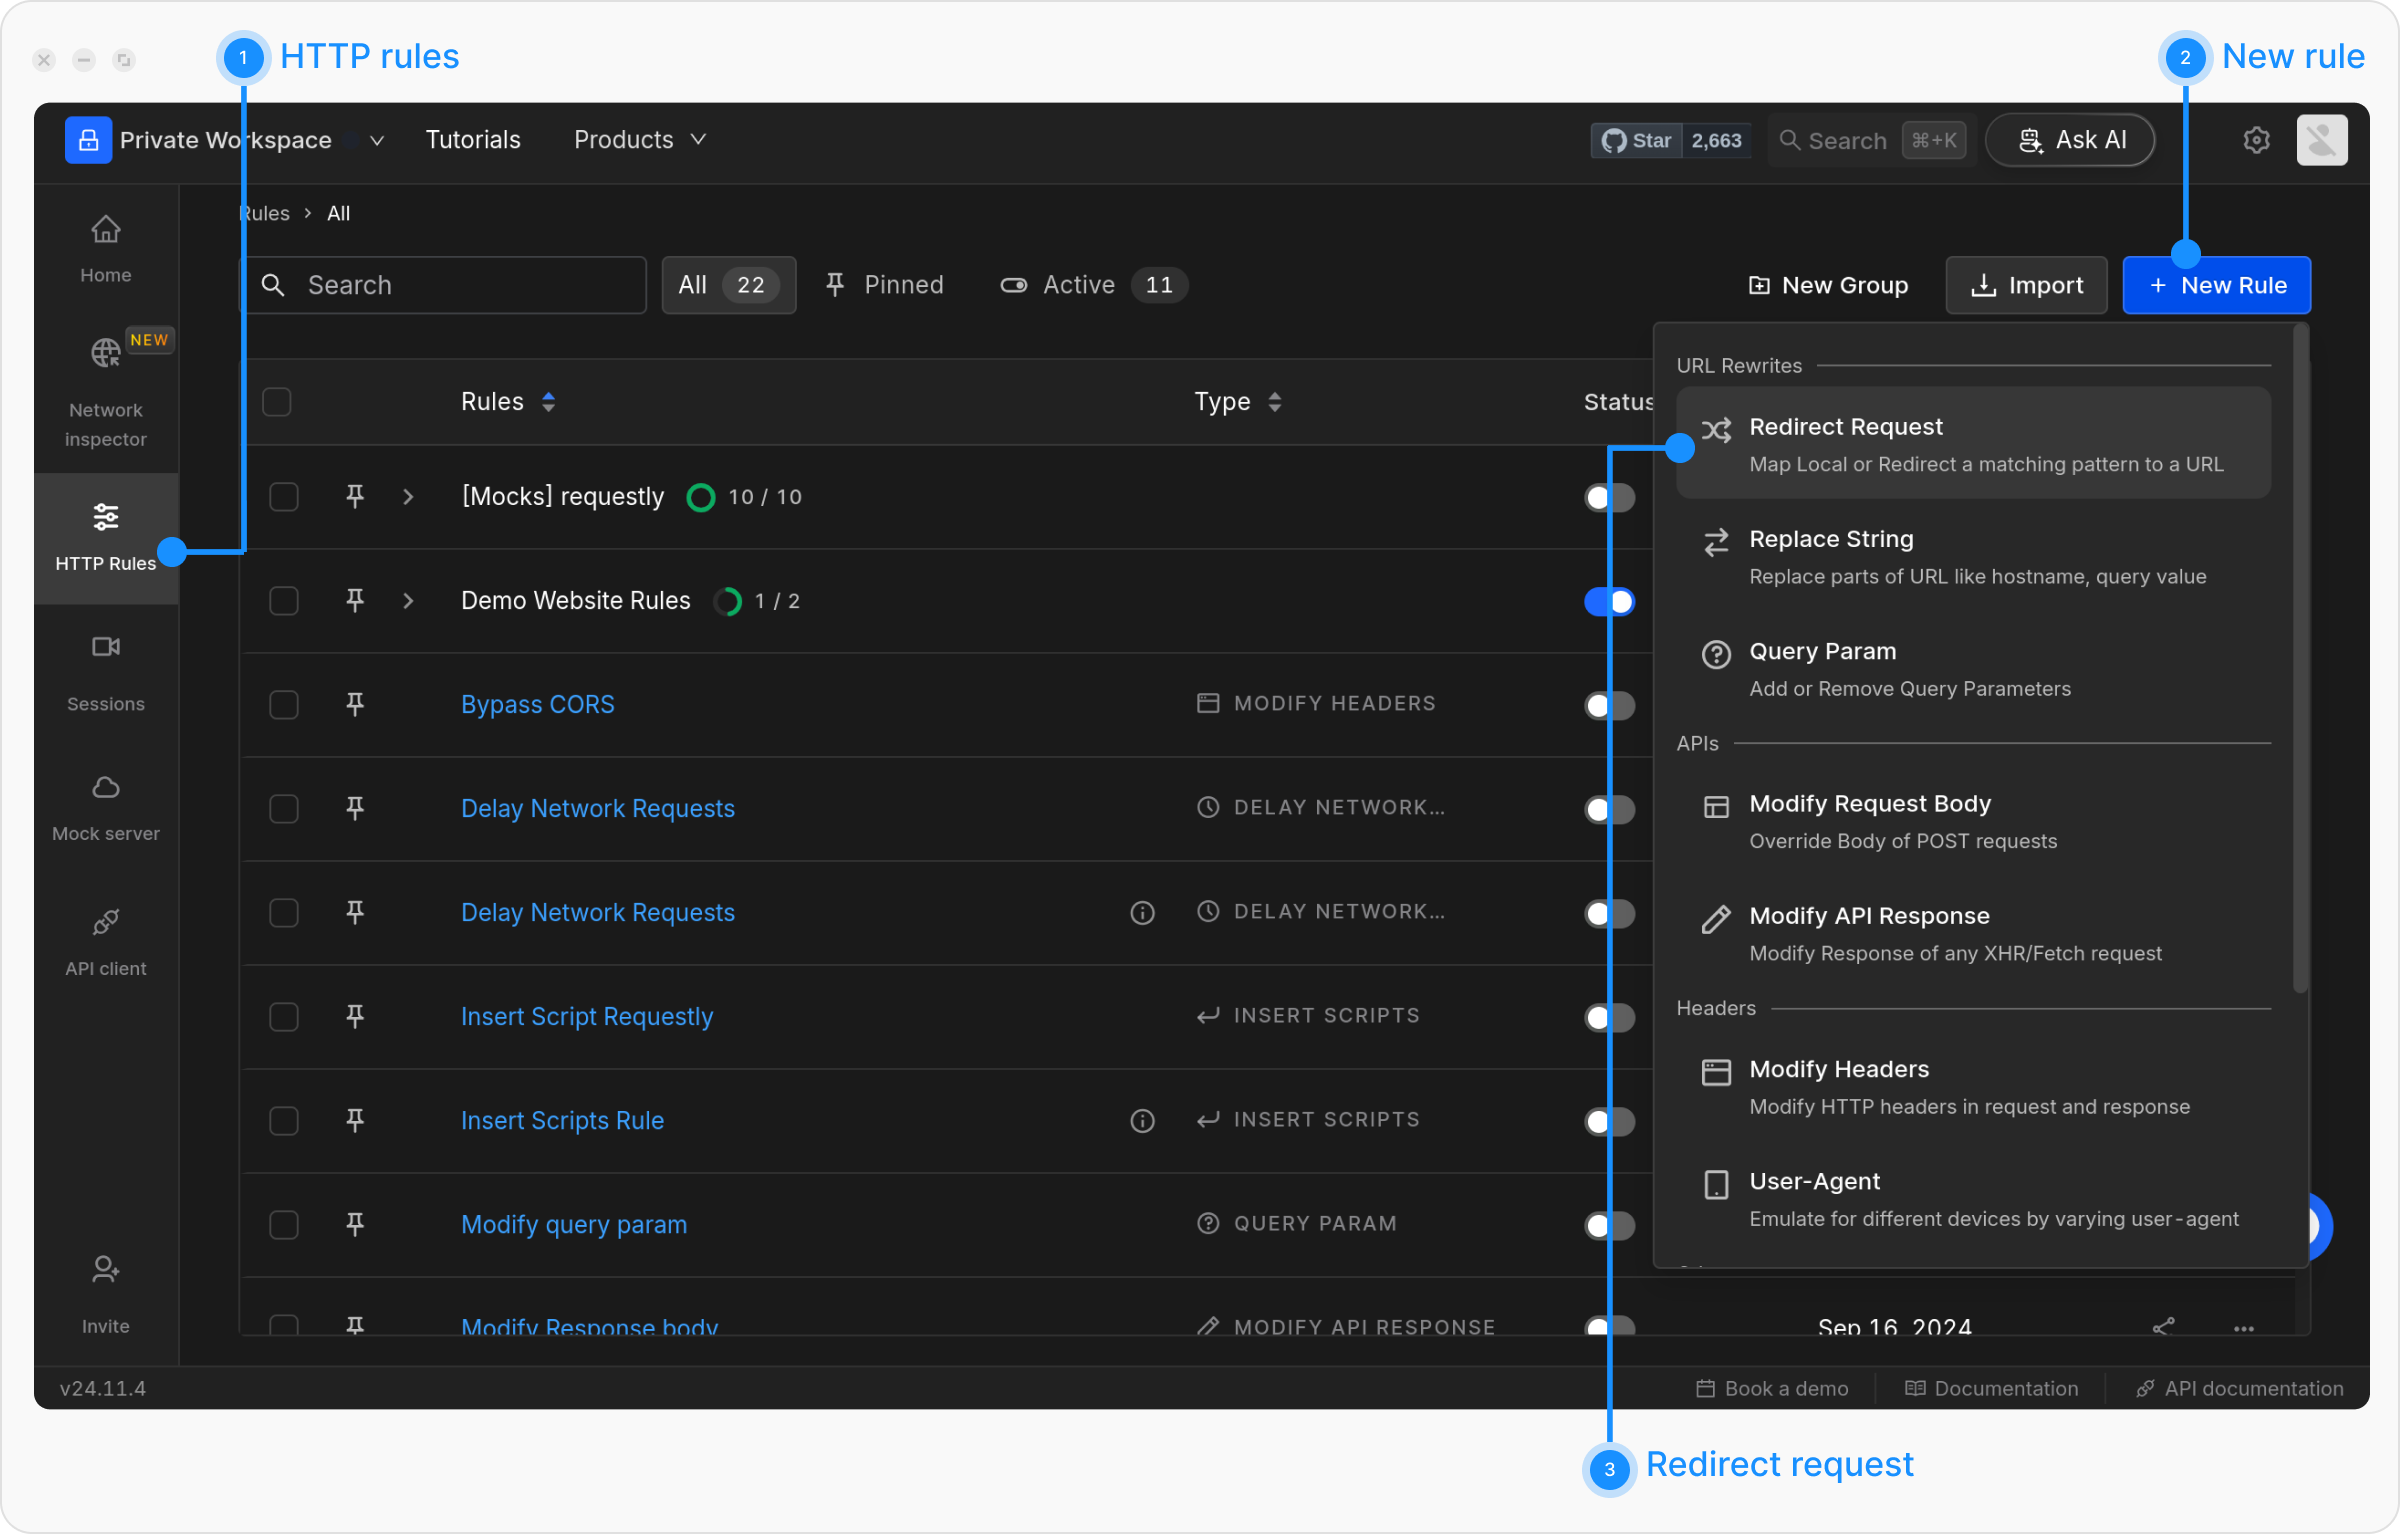 1 HTTP rules
2 New rule
Private Workspace
Tutorials
Products
Star 2,663
Search ⌘+K
Ask AI
Home
NEW
Network
inspector
HTTP Rules
Sessions
Mock server
API client
Invite
Rules > All
Search
All 22
Pinned
Active 11
New Group
Import
+ New Rule
Rules Type Status
[Mocks] requestly 10 / 10
Demo Website Rules 1 / 2
Bypass CORS MODIFY HEADERS
Delay Network Requests DELAY NETWORK...
Delay Network Requests DELAY NETWORK...
Insert Script Requestly INSERT SCRIPTS
Insert Scripts Rule INSERT SCRIPTS
Modify query param QUERY PARAM
Modify Response body MODIFY API RESPONSE Sep 16, 2024
URL Rewrites
Redirect Request
Map Local or Redirect a matching pattern to a URL
Replace String
Replace parts of URL like hostname, query value
Query Param
Add or Remove Query Parameters
APIs
Modify Request Body
Override Body of POST requests
Modify API Response
Modify Response of any XHR/Fetch request
Headers
Modify Headers
Modify HTTP headers in request and response
User-Agent
Emulate for different devices by varying user-agent
v24.11.4
Book a demo
Documentation
API documentation
3 Redirect request